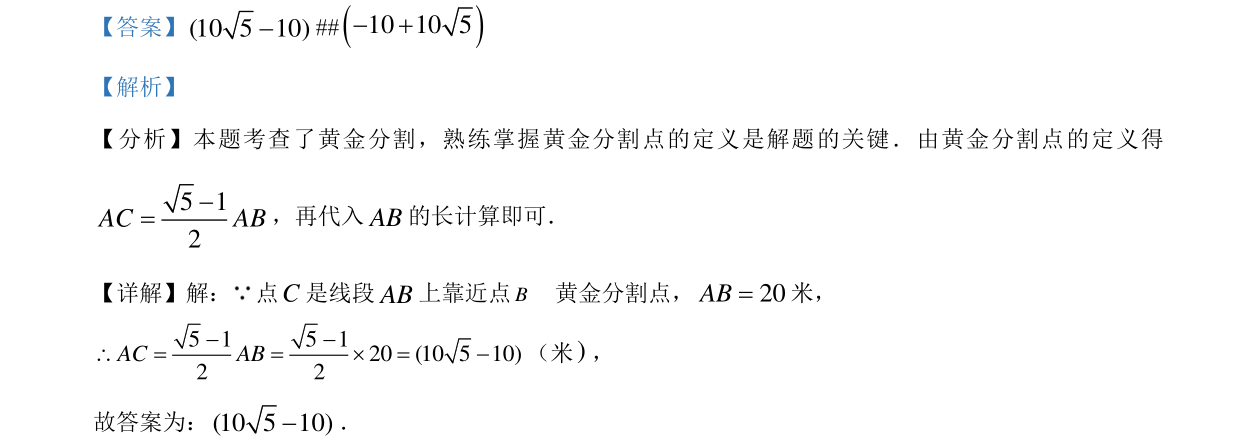 【答案】(10√5−10)##(−10+10√5)
【解析】
【分析】本题考查了黄金分割，熟练掌握黄金分割点的定义是解题的关键．由黄金分割点的定义得
AC=\frac{√5−1}{2}AB，再代入AB的长计算即可．
【详解】解：∵点C是线段AB上靠近点B 黄金分割点，AB=20米，
∴AC=\frac{√5−1}{2}AB=\frac{√5−1}{2}×20=(10√5−10)（米），
故答案为：(10√5−10)．